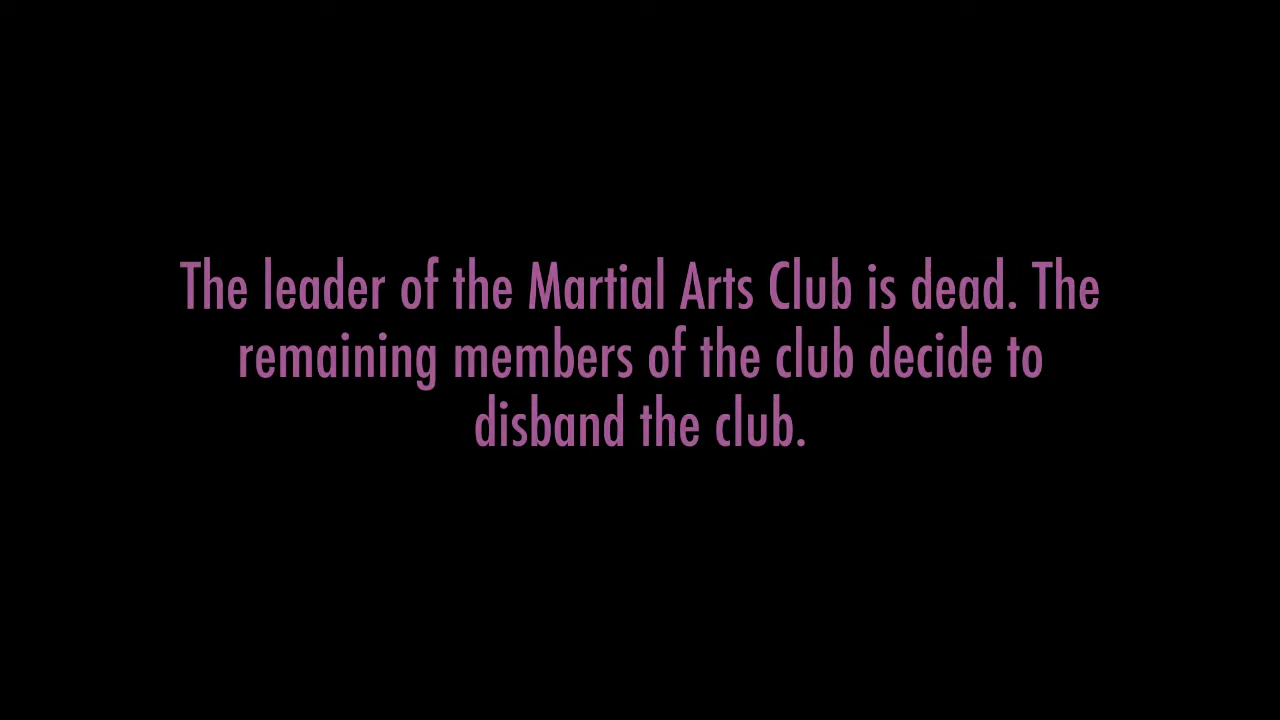 The leader of the Martial Arts Club is dead. The
remaining members of the club decide to
disband the club.